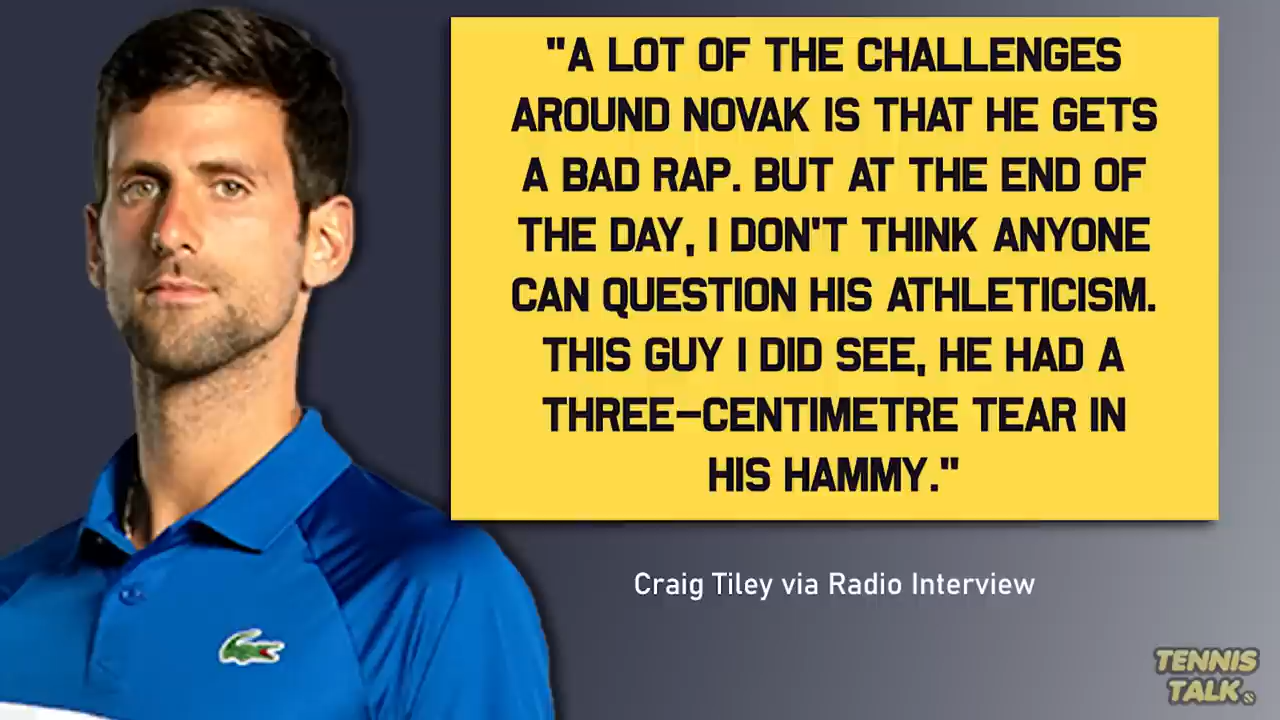 "A LOT OF THE CHALLENGES
AROUND NOVAK IS THAT HE GETS
A BAD RAP. BUT AT THE END OF
THE DAY, I DON'T THINK ANYONE
CAN QUESTION HIS ATHLETICISM.
THIS GUY I DID SEE, HE HAD A
THREE–CENTIMETRE TEAR IN
HIS HAMMY."
Craig Tiley via Radio Interview
TENNIS
TALK